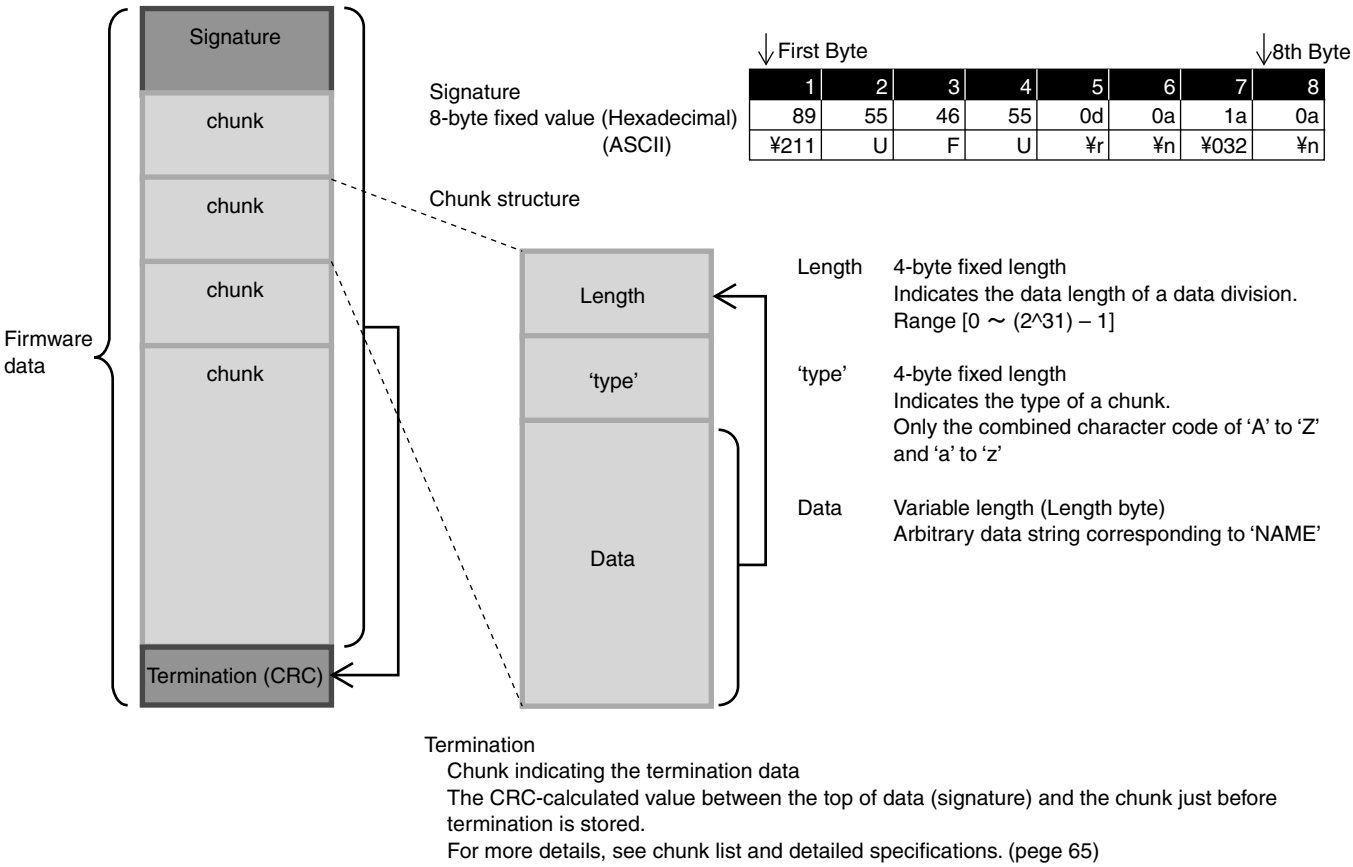 Signature
chunk
chunk
chunk
chunk
Termination (CRC)
Firmware
data
First Byte
8th Byte
Signature
8-byte fixed value (Hexadecimal)
(ASCII)
1 2 3 4 5 6 7 8
89 55 46 55 0d 0a 1a 0a
¥211 U F U ¥r ¥n ¥032 ¥n
Chunk structure
Length
'type'
Data
Length 4-byte fixed length
Indicates the data length of a data division.
Range [0 〜 (2^31) – 1]
‘type’ 4-byte fixed length
Indicates the type of a chunk.
Only the combined character code of ‘A’ to ‘Z’
and ‘a’ to ‘z’
Data Variable length (Length byte)
Arbitrary data string corresponding to ‘NAME’
Termination
Chunk indicating the termination data
The CRC-calculated value between the top of data (signature) and the chunk just before
termination is stored.
For more details, see chunk list and detailed specifications. (pege 65)